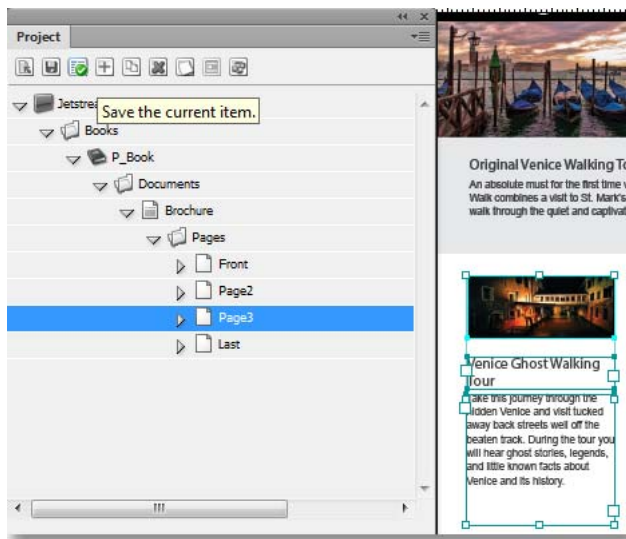 Project
Jetstrea
Save the current item.
Books
P_Book
Documents
Brochure
Pages
Front
Page2
Page3
Last
Original Venice Walking To
An absolute must for the first time
Walk combines a visit to St. Mark's
walk through the quiet and captivat
Venice Ghost Walking
Tour
Take this journey through the
hidden Venice and visit tucked
away back streets well off the
beaten track. During the tour you
will hear ghost stories, legends,
and little known facts about
Venice and its history.